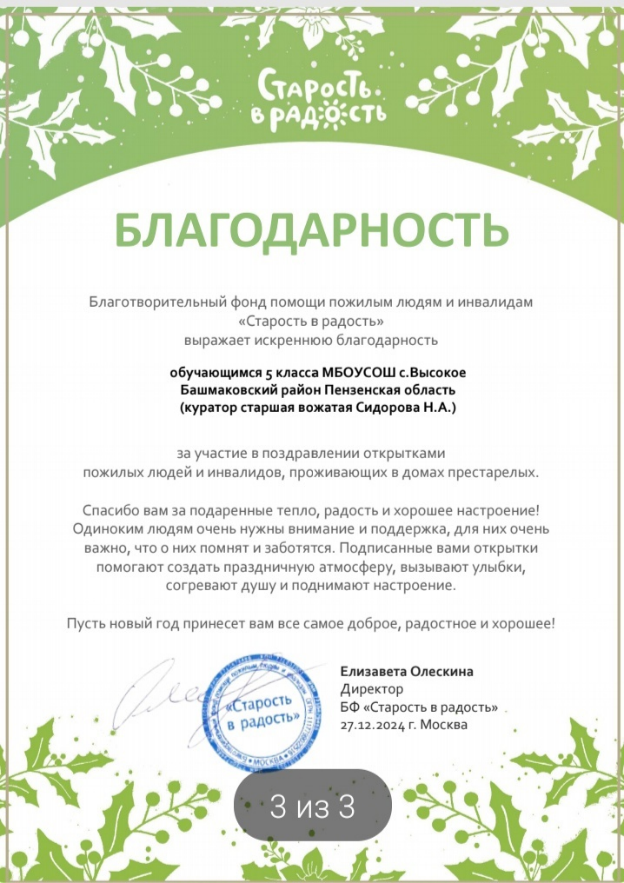 Старость
в радость
БЛАГОДАРНОСТЬ
Благотворительный фонд помощи пожилым людям и инвалидам
«Старость в радость»
выражает искреннюю благодарность
обучающимся 5 класса МБОУСОШ с.Высокое
Башмаковский район Пензенская область
(куратор старшая вожатая Сидорова Н.А.)
за участие в поздравлении открытками
пожилых людей и инвалидов, проживающих в домах престарелых.
Спасибо вам за подаренные тепло, радость и хорошее настроение!
Одиноким людям очень нужны внимание и поддержка, для них очень
важно, что о них помнят и заботятся. Подписанные вами открытки
помогают создать праздничную атмосферу, вызывают улыбки,
согревают душу и поднимают настроение.
Пусть новый год принесет вам все самое доброе, радостное и хорошее!
Елизавета Олескина
Директор
БФ «Старость в радость»
27.12.2024 г. Москва
«Старость
в радость»
МОСКВА
3 из 3